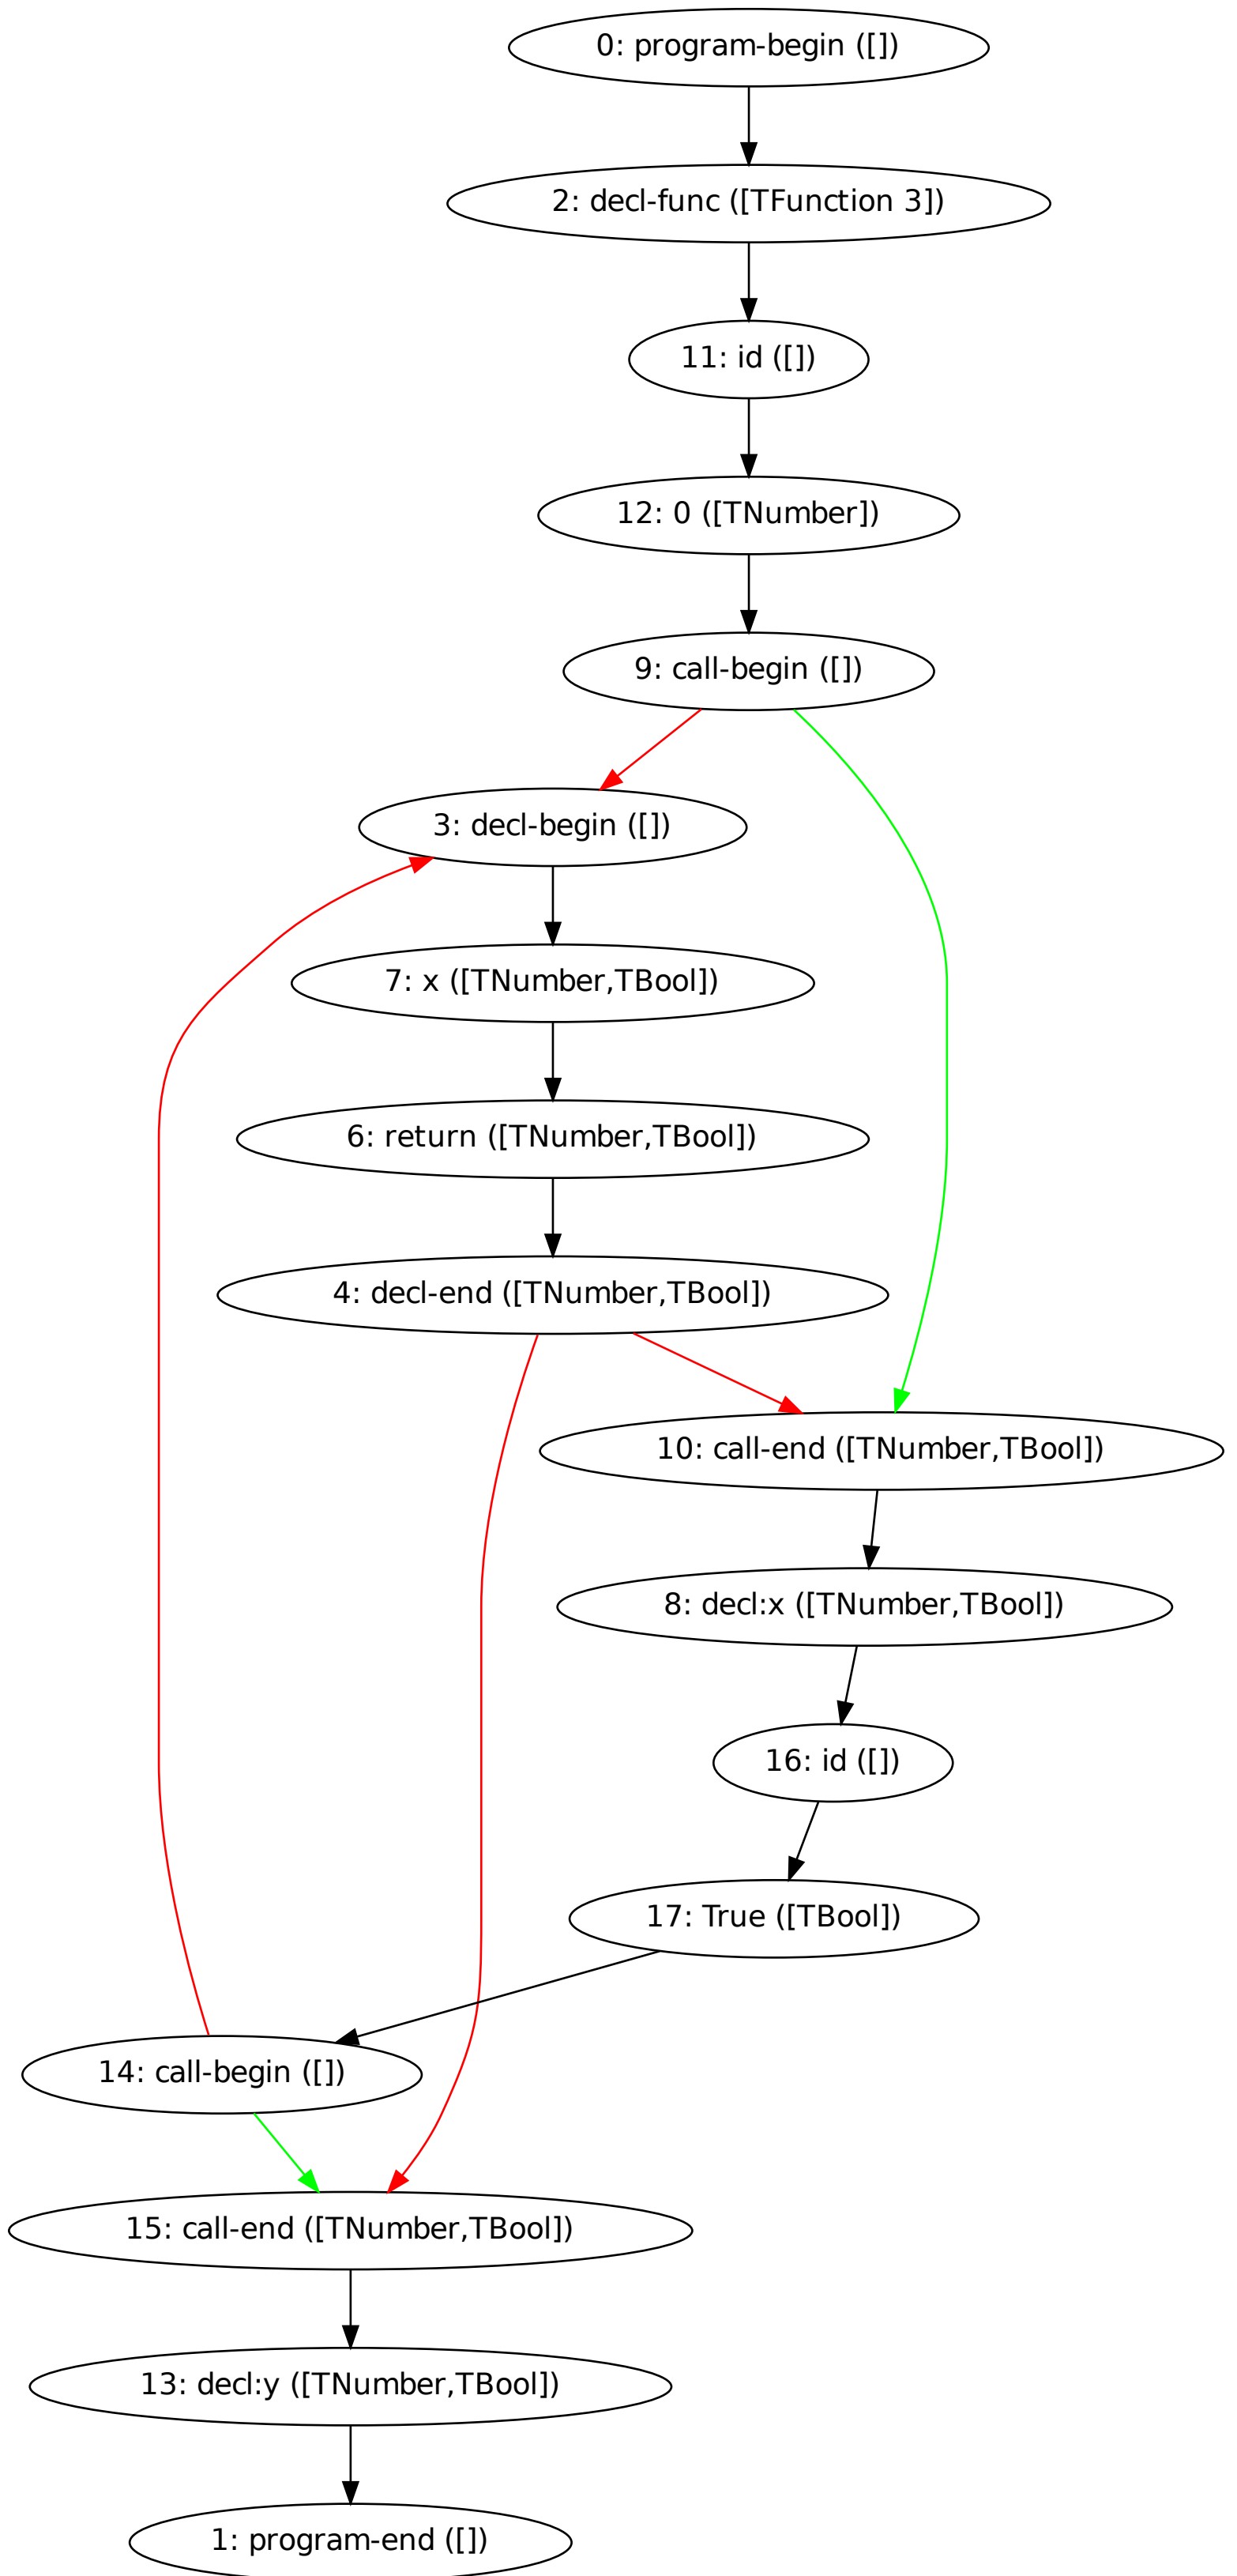 0: program-begin ([])
2: decl-func ([TFunction 3])
11: id ([])
12: 0 ([TNumber])
9: call-begin ([])
3: decl-begin ([])
7: x ([TNumber,TBool])
6: return ([TNumber,TBool])
4: decl-end ([TNumber,TBool])
10: call-end ([TNumber,TBool])
8: decl:x ([TNumber,TBool])
16: id ([])
17: True ([TBool])
14: call-begin ([])
15: call-end ([TNumber,TBool])
13: decl:y ([TNumber,TBool])
1: program-end ([])